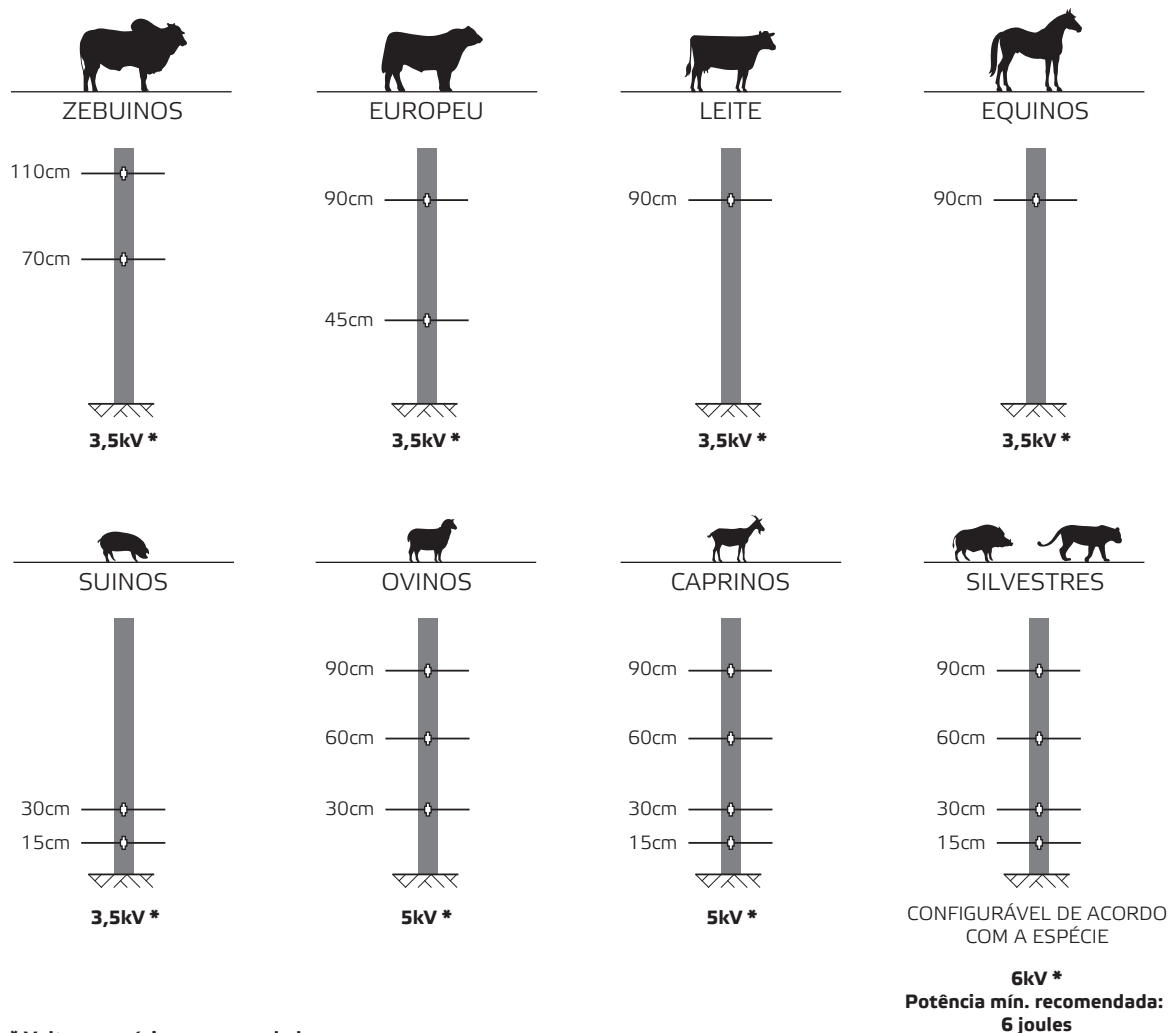 ZEBUINOS
EUROPEU
LEITE
EQUINOS
110cm
70cm
3,5kV *
90cm
45cm
3,5kV *
90cm
3,5kV *
90cm
3,5kV *
SUINOS
OVINOS
CAPRINOS
SILVESTRES
30cm
15cm
3,5kV *
90cm
60cm
30cm
5kV *
90cm
60cm
30cm
15cm
5kV *
90cm
60cm
30cm
15cm
CONFIGURÁVEL DE ACORDO
COM A ESPÉCIE
6kV *
Potência mín. recomendada:
6 joules